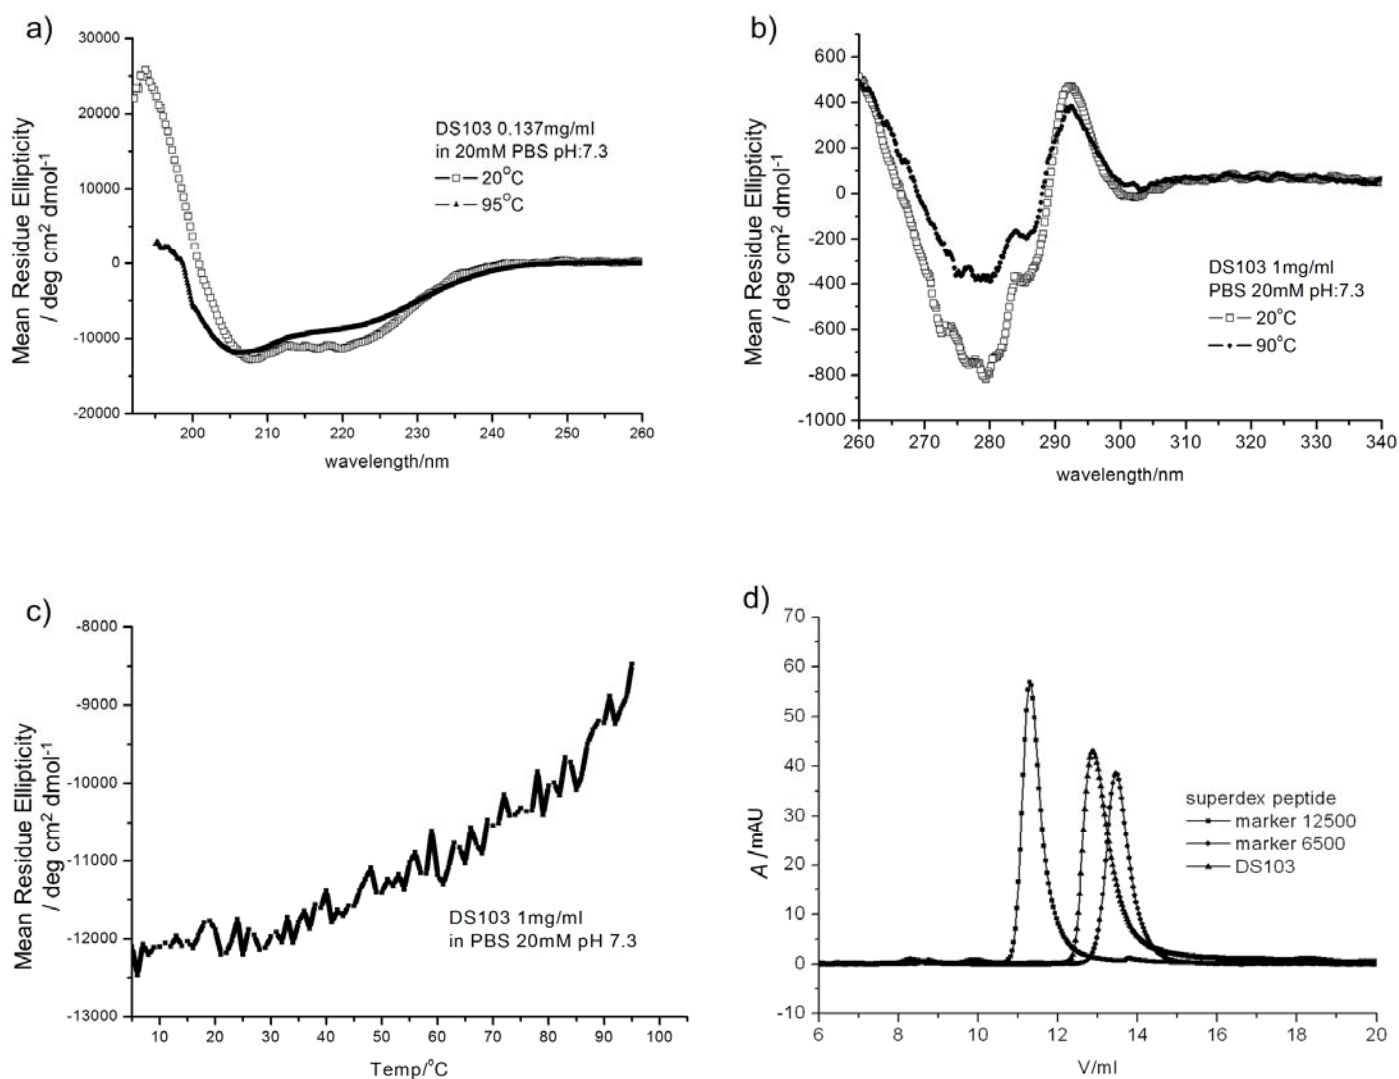 a)
30000
20000
10000
0
-10000
-20000
Mean Residue Ellipticity
/ deg cm² dmol⁻¹
DS103 0.137mg/ml
in 20mM PBS pH:7.3
20°C
95°C
200 210 220 230 240 250 260
wavelength/nm
b)
600
400
200
0
-200
-400
-600
-800
-1000
Mean Residue Ellipticity
/ deg cm² dmol⁻¹
DS103 1mg/ml
PBS 20mM pH:7.3
20°C
90°C
260 270 280 290 300 310 320 330 340
wavelength/nm
c)
-8000
-9000
-10000
-11000
-12000
-13000
Mean Residue Ellipticity
/ deg cm² dmol⁻¹
DS103 1mg/ml
in PBS 20mM pH 7.3
10 20 30 40 50 60 70 80 90 100
Temp/°C
d)
70
60
50
40
30
20
10
0
-10
A /mAU
superdex peptide
marker 12500
marker 6500
DS103
6 8 10 12 14 16 18 20
V/ml